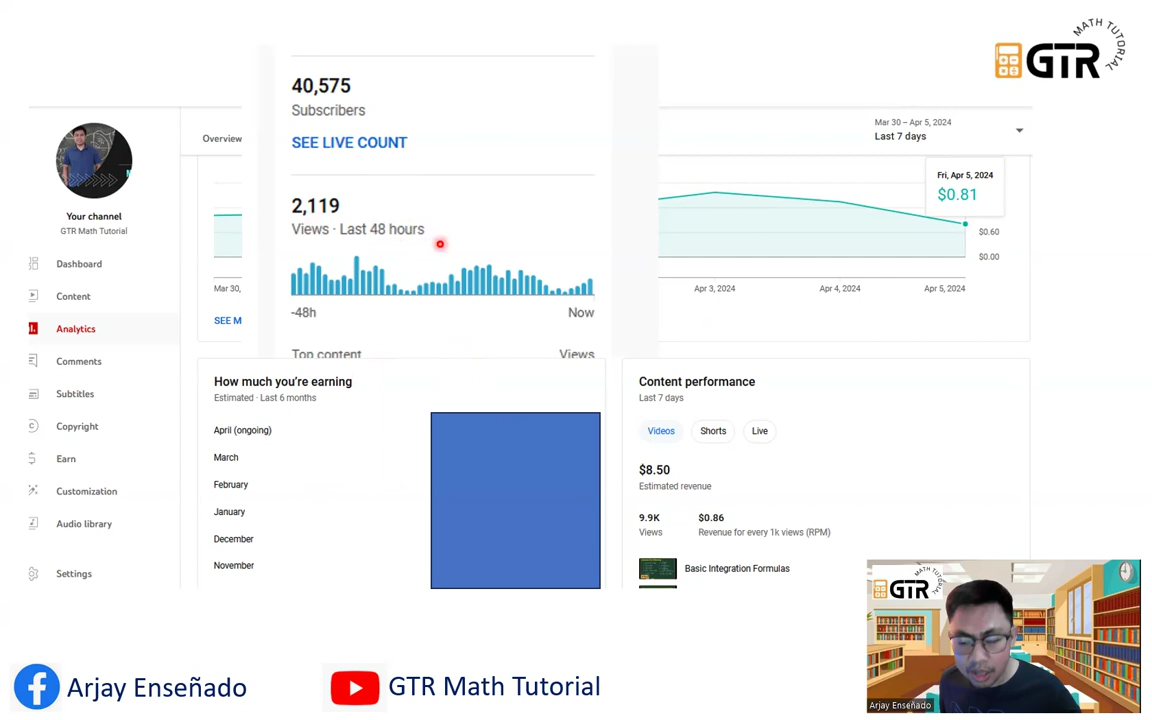 MATH TUTORIAL
GTR
40,575
Subscribers
SEE LIVE COUNT
2,119
Views · Last 48 hours
-48h
Now
Top content
Views
Your channel
GTR Math Tutorial
Dashboard
Content
Analytics
Comments
Subtitles
Copyright
Earn
Customization
Audio library
Settings
Overview
Mar 30,
SEE M
Mar 30 – Apr 5, 2024
Last 7 days
Fri, Apr 5, 2024
$0.81
$0.60
$0.00
Apr 3, 2024
Apr 4, 2024
Apr 5, 2024
How much you’re earning
Estimated · Last 6 months
April (ongoing)
March
February
January
December
November
Content performance
Last 7 days
Videos
Shorts
Live
$8.50
Estimated revenue
9.9K
Views
$0.86
Revenue for every 1k views (RPM)
Basic Integration Formulas
MATH TUTORIAL
GTR
Arjay Enseñado
Arjay Enseñado
GTR Math Tutorial